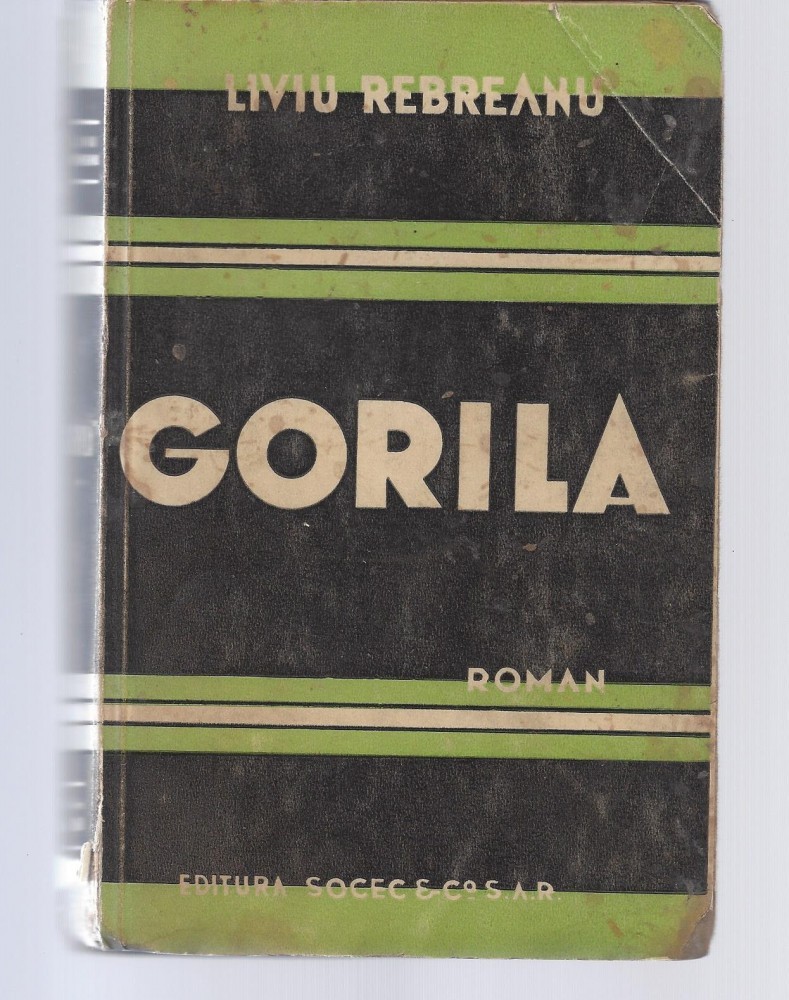 LIVIU REBREANU
GORILA
ROMAN
EDITURA SOCEC & Cº S.A.R.